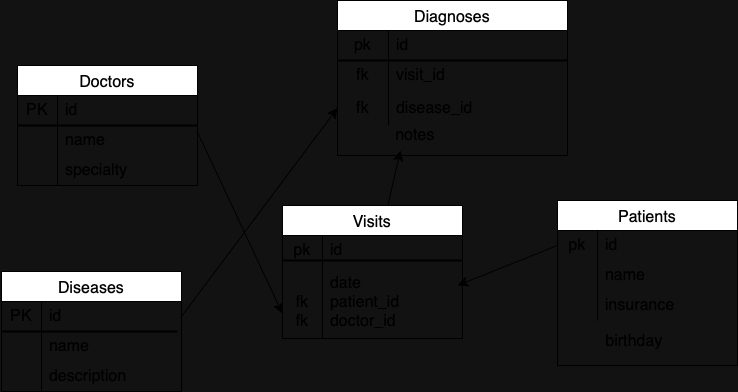 Diagnoses
pk id
fk visit_id
fk disease_id
notes
Doctors
PK id
name
specialty
Visits
pk id
date
fk patient_id
fk doctor_id
Patients
pk id
name
insurance
birthday
Diseases
PK id
name
description